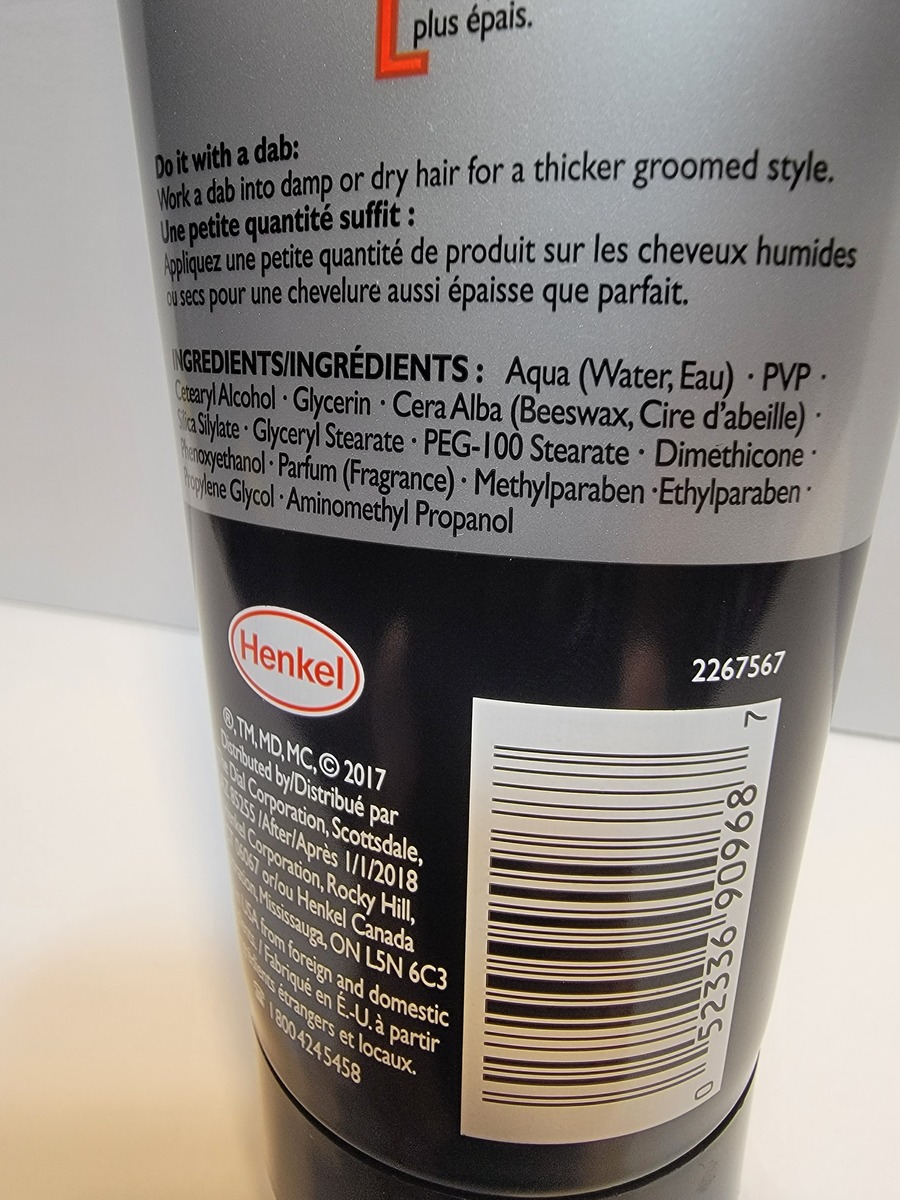 plus épais.
Do it with a dab:
Work a dab into damp or dry hair for a thicker groomed style.
Une petite quantité suffit :
Appliquez une petite quantité de produit sur les cheveux humides
ou secs pour une chevelure aussi épaisse que parfait.
INGREDIENTS/INGRÉDIENTS : Aqua (Water, Eau) · PVP ·
Cetearyl Alcohol · Glycerin · Cera Alba (Beeswax, Cire d'abeille) ·
Silica Silylate · Glyceryl Stearate · PEG-100 Stearate · Dimethicone ·
Phenoxyethanol · Parfum (Fragrance) · Methylparaben · Ethylparaben ·
Propylene Glycol · Aminomethyl Propanol
Henkel
®, TM, MD, MC, © 2017
Distributed by/Distribué par
Dial Corporation, Scottsdale,
85255 /After/Après 1/1/2018
Corporation, Rocky Hill,
06067 or/ou Henkel Canada
Mississauga, ON L5N 6C3
USA from foreign and domestic
/ Fabriqué en É.-U. à partir
étrangers et locaux.
1 800 424 5458
2267567
0 52336 90968 7